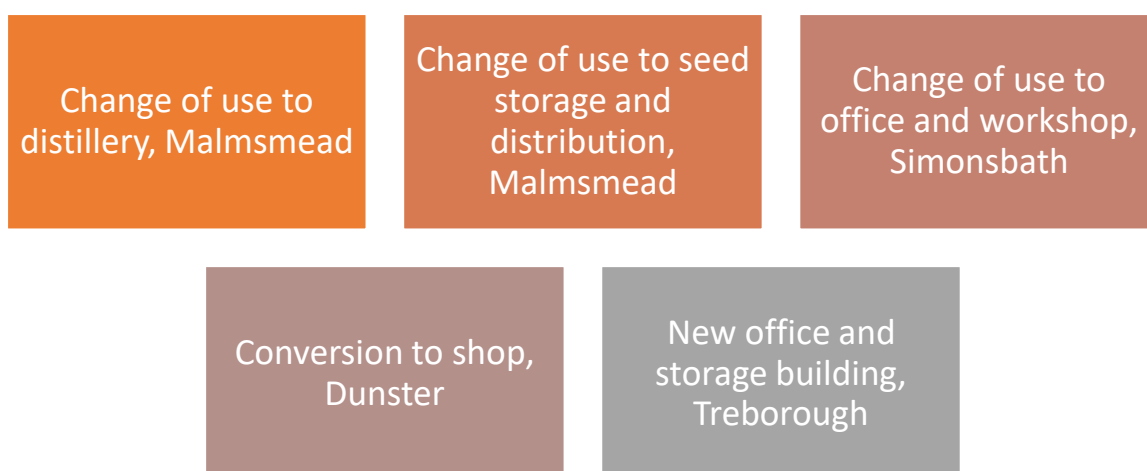 Change of use to
distillery, Malmsmead
Change of use to seed
storage and
distribution,
Malmsmead
Change of use to
office and workshop,
Simonsbath
Conversion to shop,
Dunster
New office and
storage building,
Treborough